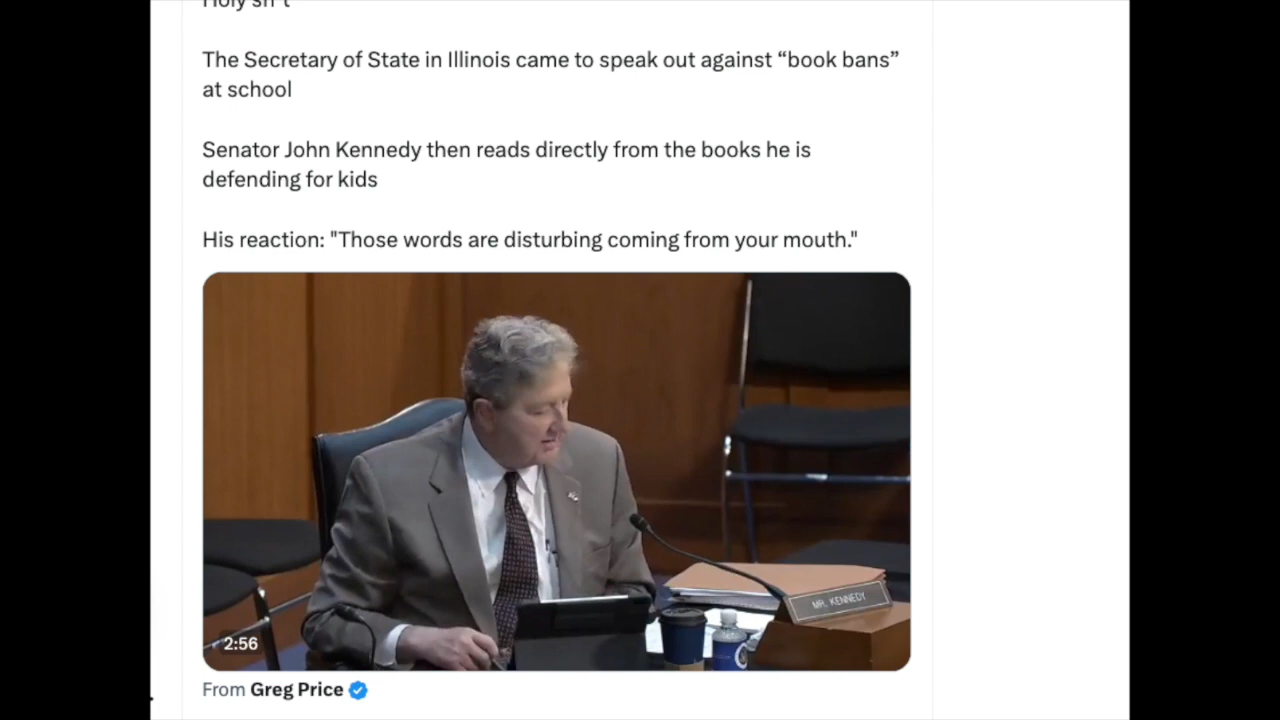 Holy sh*t
The Secretary of State in Illinois came to speak out against “book bans”
at school
Senator John Kennedy then reads directly from the books he is
defending for kids
His reaction: "Those words are disturbing coming from your mouth."
MR. KENNEDY
2:56
From Greg Price